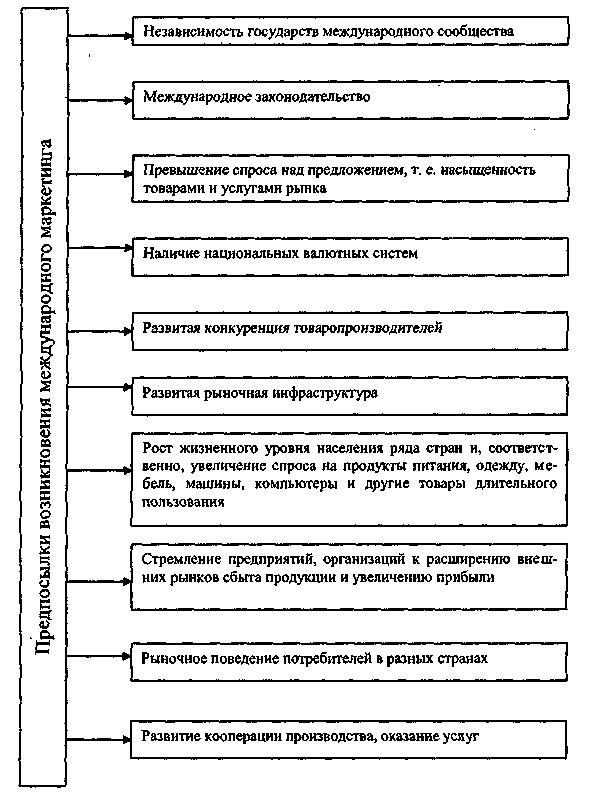 Предпосылки возникновения международного маркетинга
Независимость государств международного сообщества
Международное законодательство
Превышение спроса над предложением, т. е. насыщенность
товарами и услугами рынка
Наличие национальных валютных систем
Развитая конкуренция товаропроизводителей
Развитая рыночная инфраструктура
Рост жизненного уровня населения ряда стран и, соответст-
венно, увеличение спроса на продукты питания, одежду, ме-
бель, машины, компьютеры и другие товары длительного
пользования
Стремление предприятий, организаций к расширению внеш-
них рынков сбыта продукции и увеличению прибыли
Рыночное поведение потребителей в разных странах
Развитие кооперации производства, оказание услуг